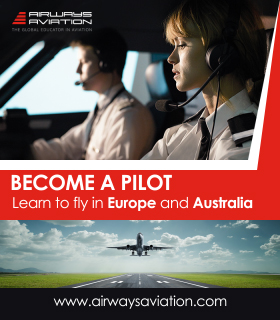 AIRWAYS
AVIATION
THE GLOBAL EDUCATOR IN AVIATION
BECOME A PILOT
Learn to fly in Europe and Australia
www.airwaysaviation.com